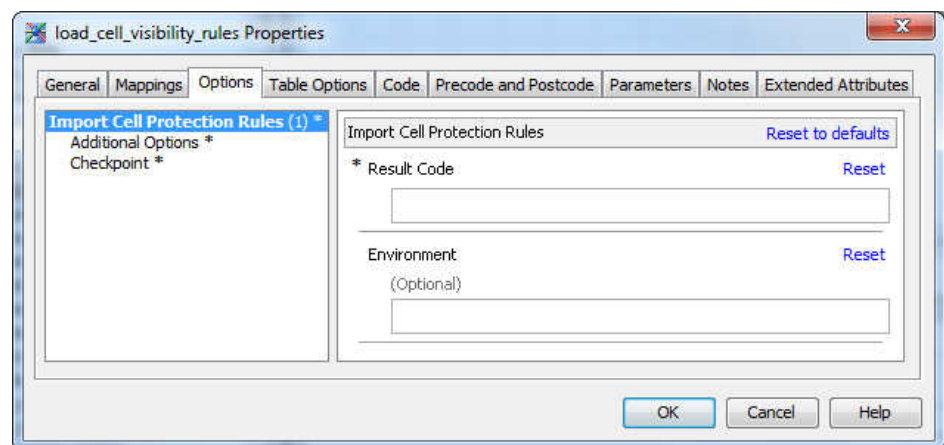 load_cell_visibility_rules Properties
General Mappings Options Table Options Code Precode and Postcode Parameters Notes Extended Attributes
Import Cell Protection Rules (1) *
Additional Options *
Checkpoint *
Import Cell Protection Rules Reset to defaults
* Result Code Reset
Environment Reset
(Optional)
OK Cancel Help